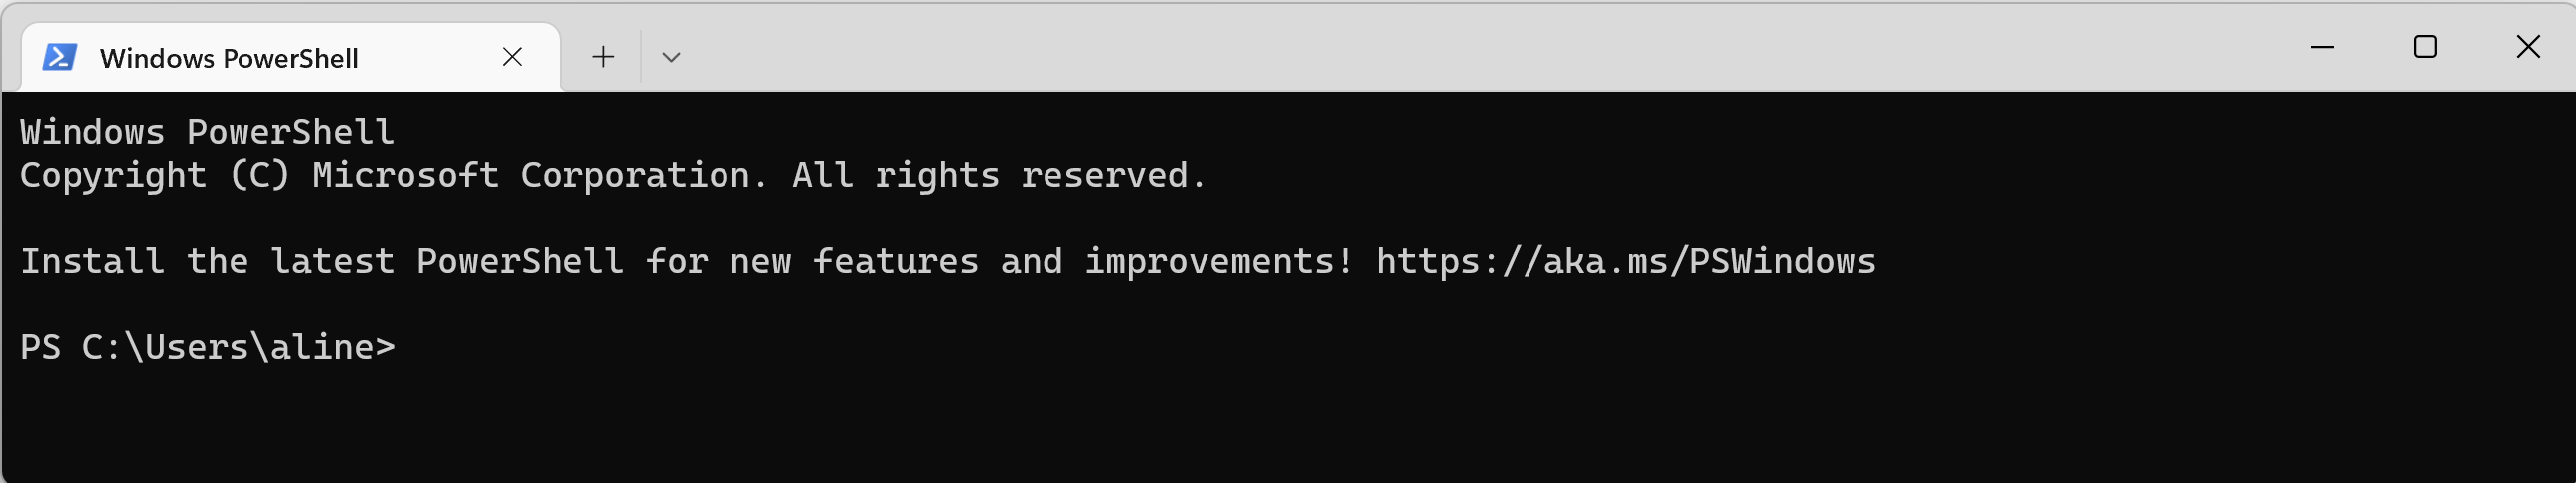 Windows PowerShell
Windows PowerShell
Copyright (C) Microsoft Corporation. All rights reserved.
Install the latest PowerShell for new features and improvements! https://aka.ms/PSWindows
PS C:\Users\aline>